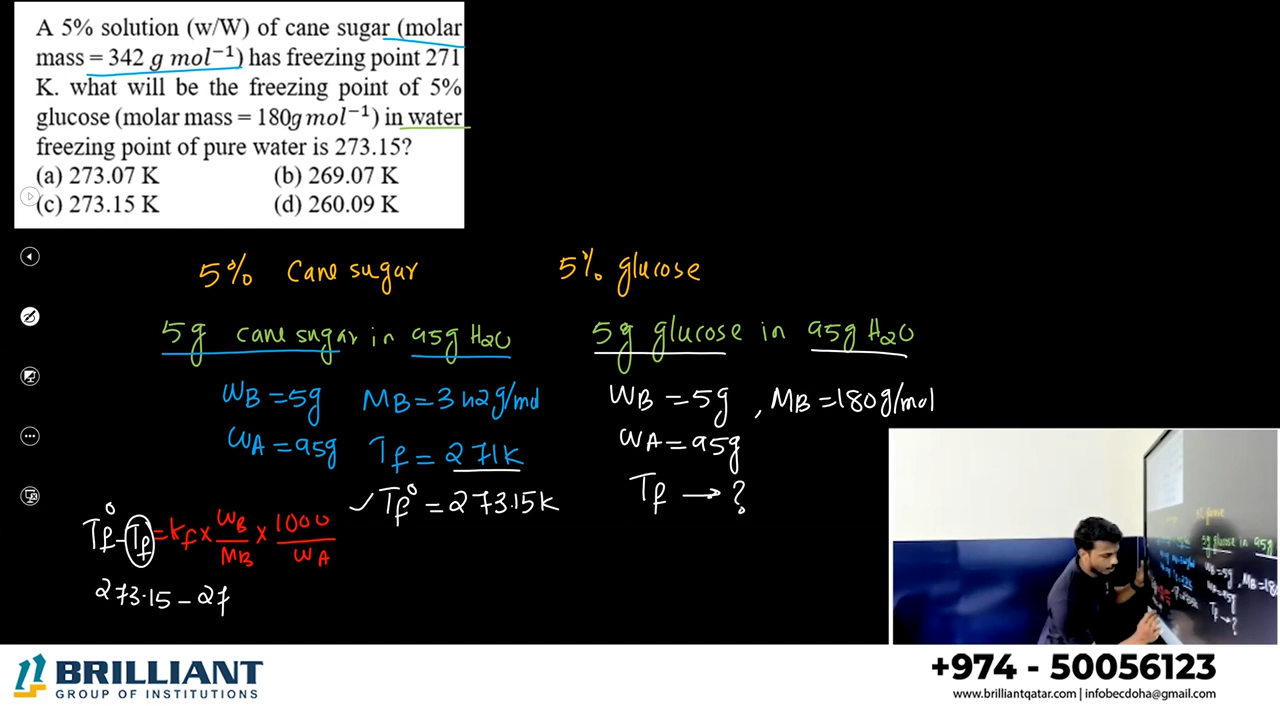 A 5% solution (w/W) of cane sugar (molar
mass = 342 g mol⁻¹) has freezing point 271
K. what will be the freezing point of 5%
glucose (molar mass = 180g mol⁻¹) in water
freezing point of pure water is 273.15?
(a) 273.07 K (b) 269.07 K
(c) 273.15 K (d) 260.09 K
5% Cane sugar
5g cane sugar in 95g H2O
WB = 5g MB = 342g/mol
WA = 95g Tf = 271K
✓ Tf° = 273.15K
Tf° - Tf = Kf × WB/MB × 1000/WA
273.15 - 27
5% glucose
5g glucose in 95g H2O
WB = 5g , MB = 180g/mol
WA = 95g
Tf → ?
BRILLIANT
GROUP OF INSTITUTIONS
+974 - 50056123
www.brilliantqatar.com | infobecdoha@gmail.com